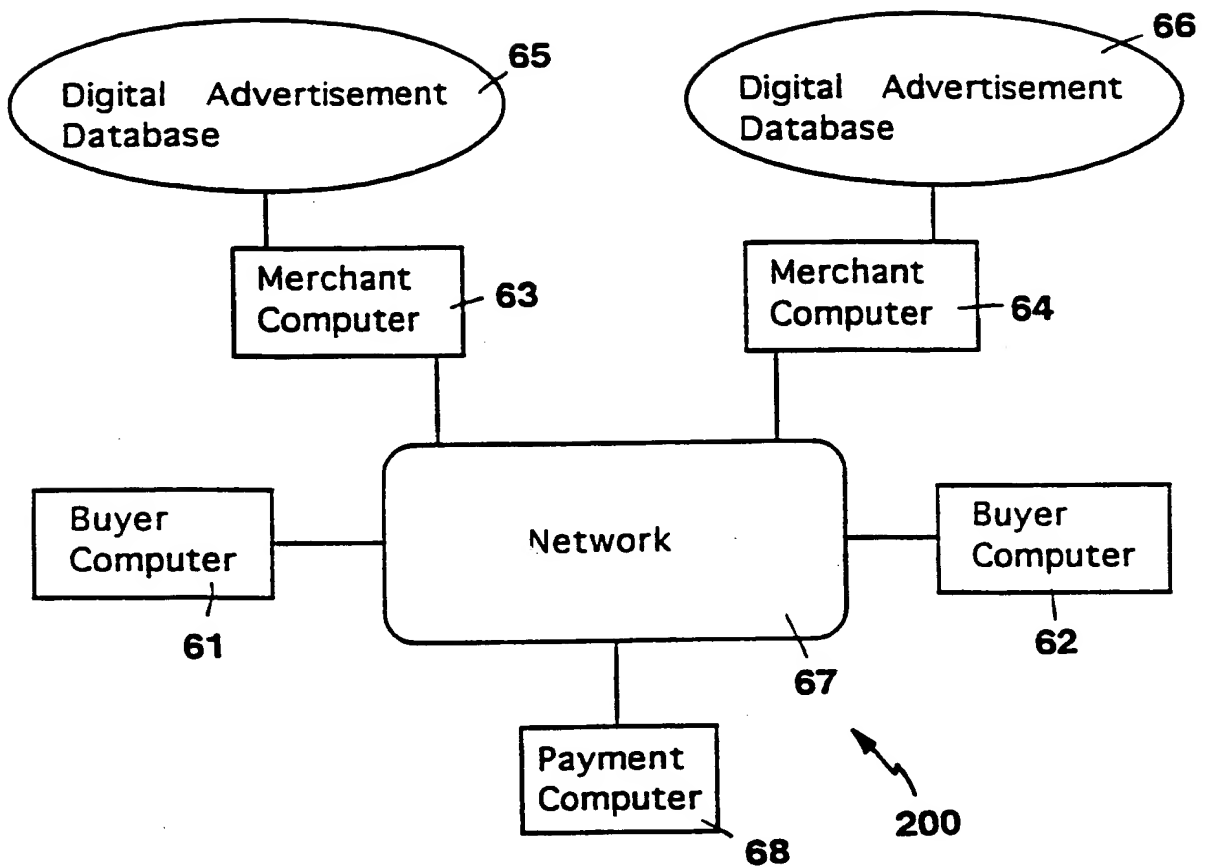 65
Digital Advertisement
Database
66
Digital Advertisement
Database
Merchant
Computer
63
Merchant
Computer
64
Buyer
Computer
61
Network
67
Buyer
Computer
62
Payment
Computer
68
200